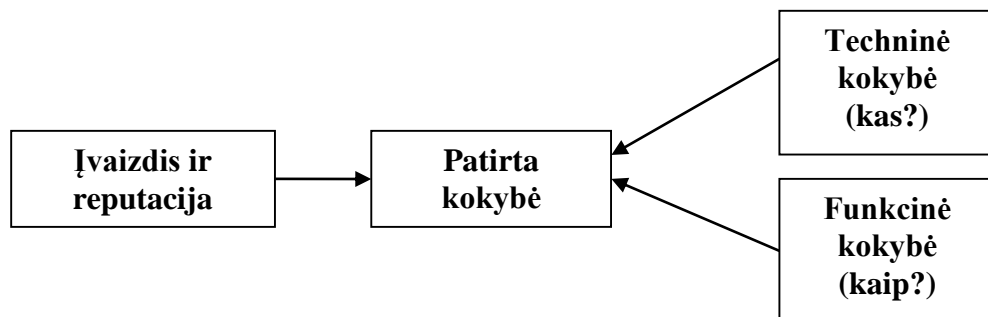 Įvaizdis ir
reputacija
Patirta
kokybė
Techninė
kokybė
(kas?)
Funkcinė
kokybė
(kaip?)